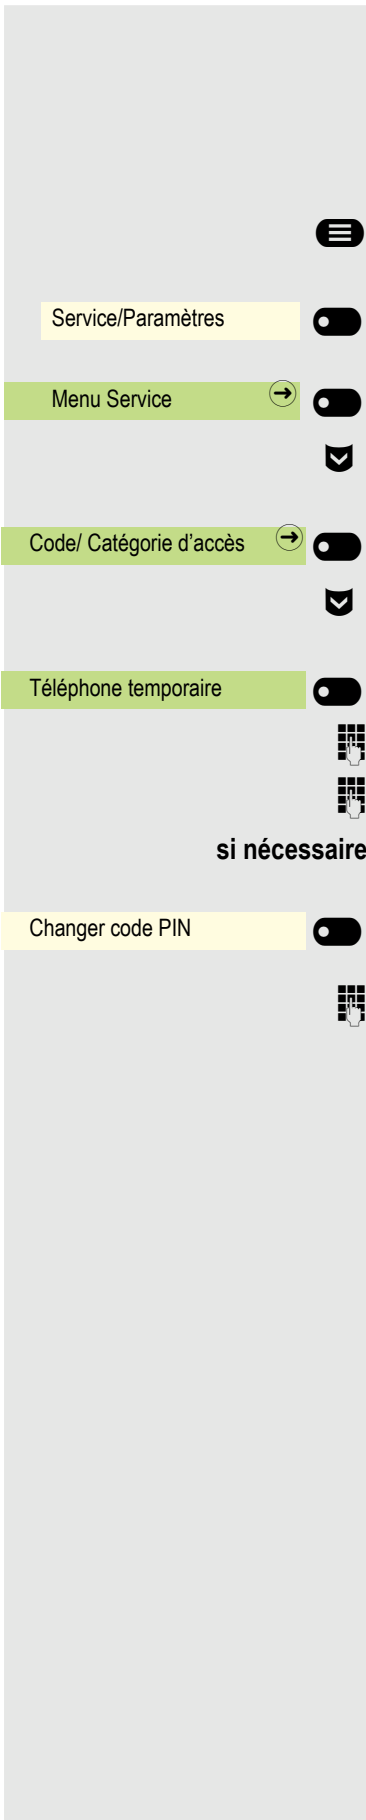 Service/Paramètres
Menu Service
Code/ Catégorie d'accès
Téléphone temporaire
si nécessaire
Changer code PIN